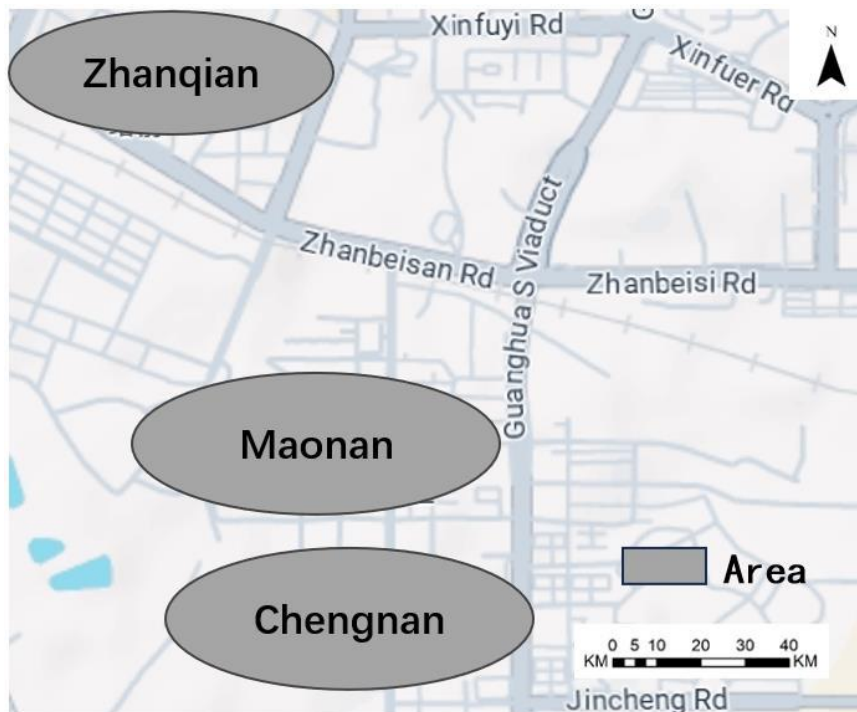 Xinfuyi Rd
N
Zhanqian
Xinfuer Rd
Zhanbeisan Rd
Guanghua S Viaduct
Zhanbeisi Rd
Maonan
Area
Chengnan
0 5 10 20 30 40
KM KM
Jincheng Rd